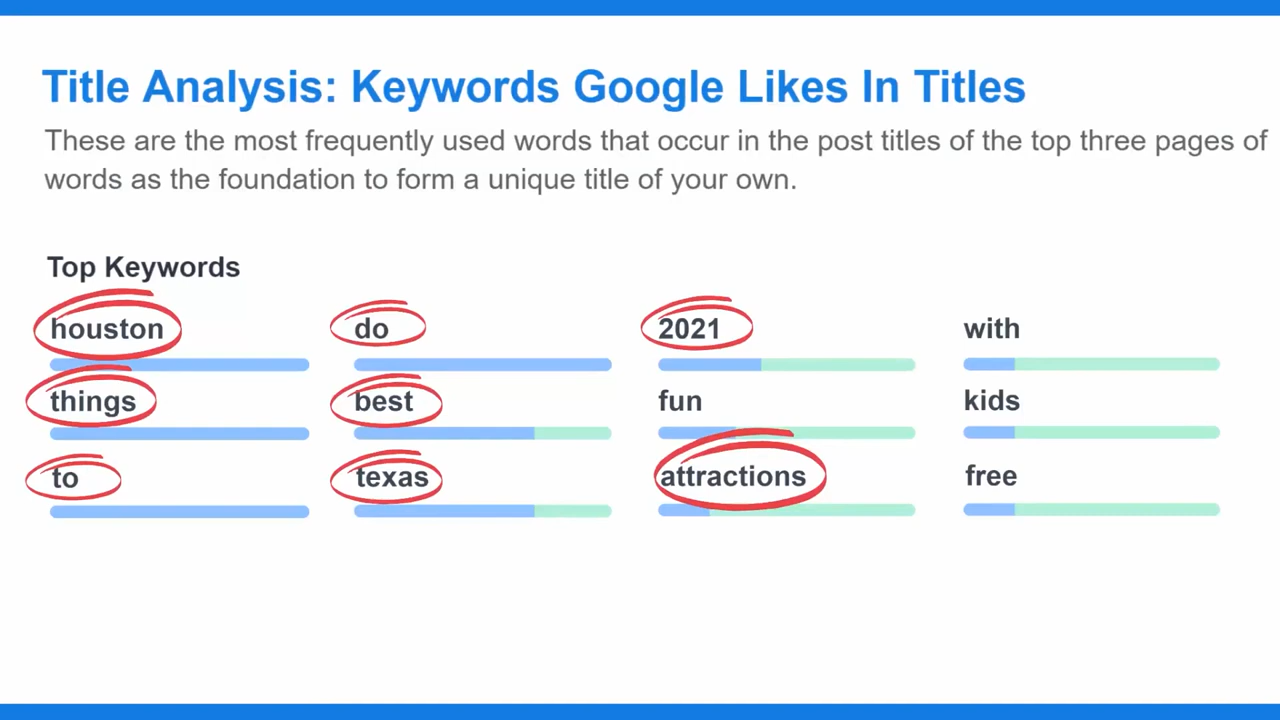 Title Analysis: Keywords Google Likes In Titles
These are the most frequently used words that occur in the post titles of the top three pages of
words as the foundation to form a unique title of your own.
Top Keywords
houston do 2021 with
things best fun kids
to texas attractions free